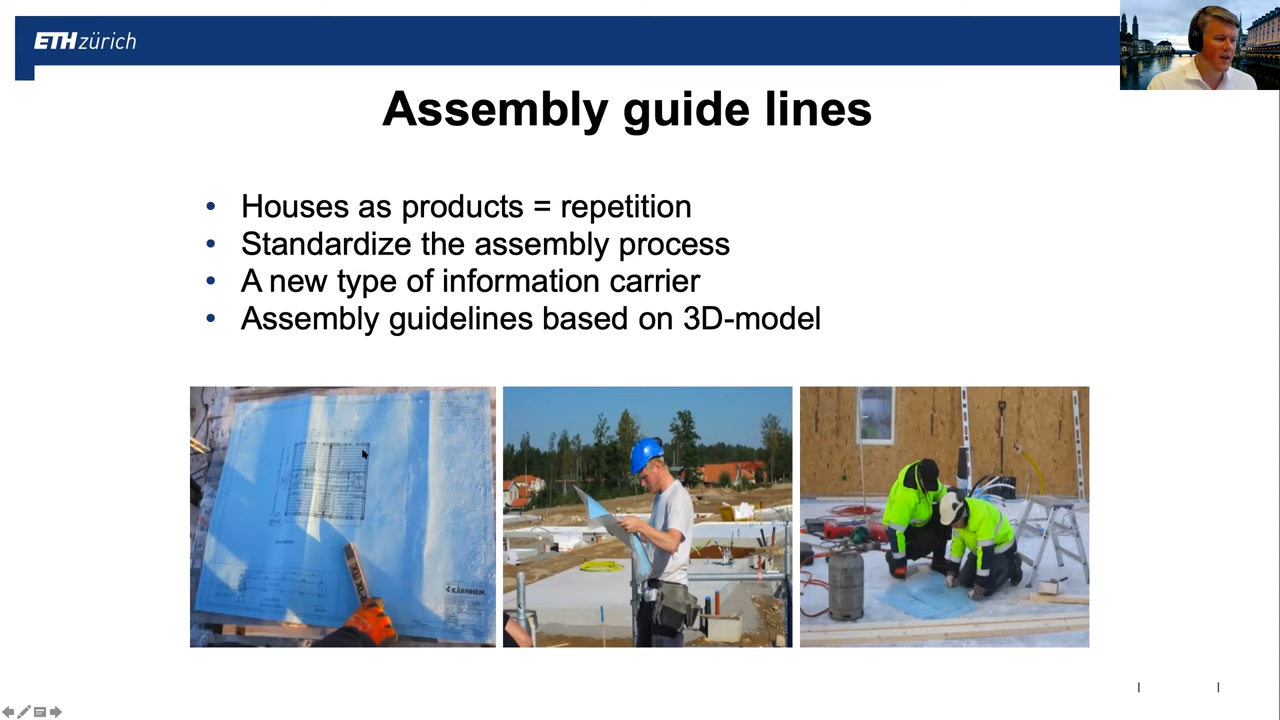 ETH zürich
Assembly guide lines
• Houses as products = repetition
• Standardize the assembly process
• A new type of information carrier
• Assembly guidelines based on 3D-model
KÄRNHEM